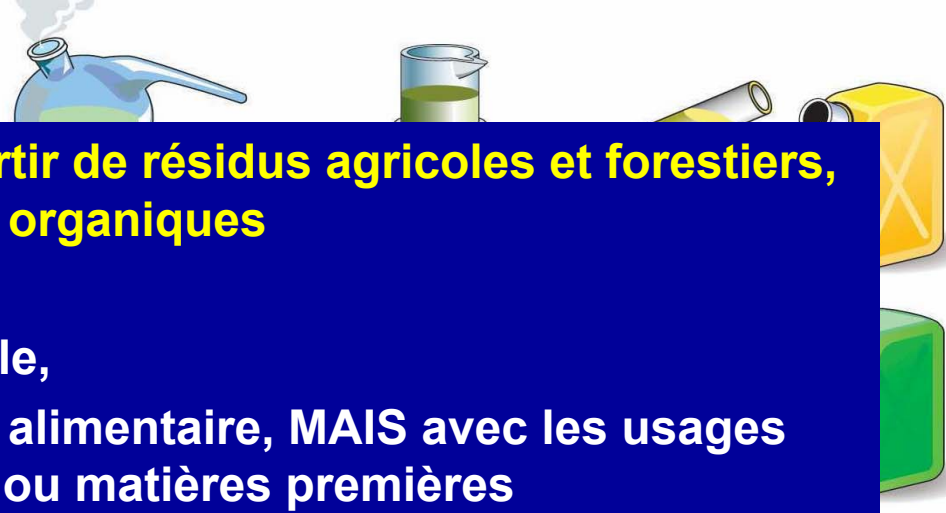 rtir de résidus agricoles et forestiers,
organiques
le,
alimentaire, MAIS avec les usages
ou matières premières